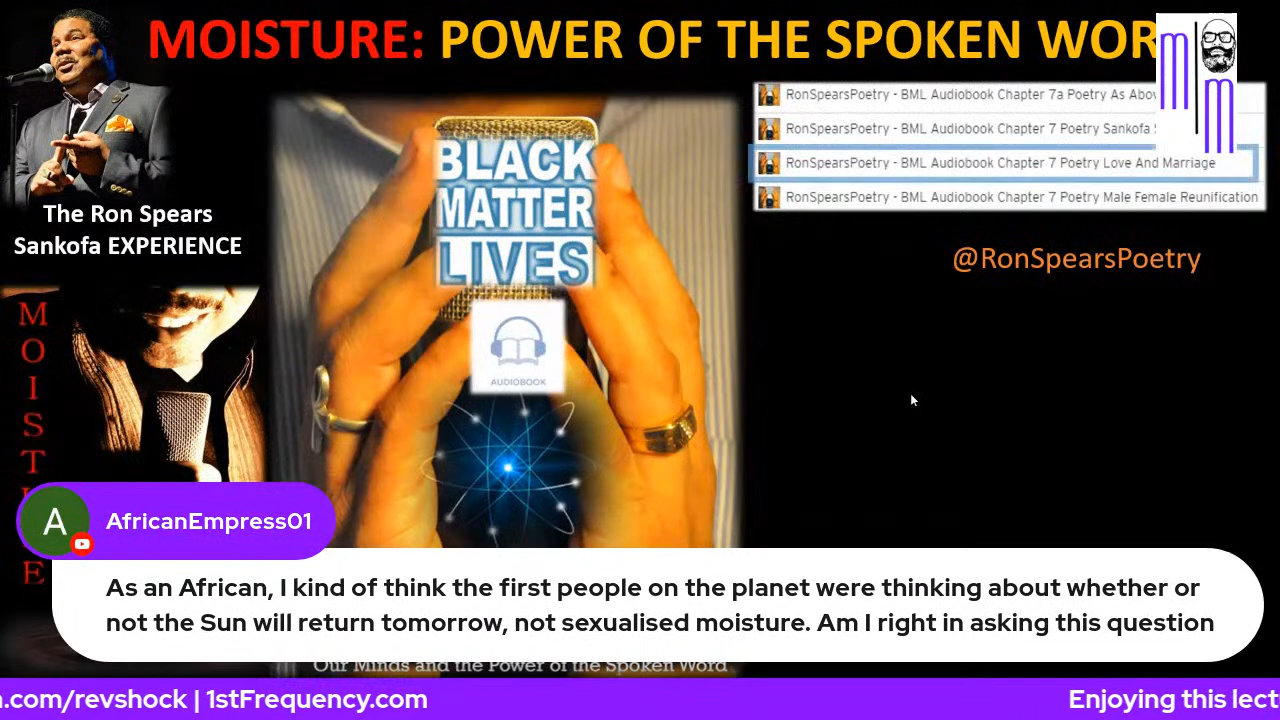 MOISTURE: POWER OF THE SPOKEN WOR
m
m
The Ron Spears
Sankofa EXPERIENCE
BLACK
MATTER
LIVES
AUDIOBOOK
RonSpearsPoetry - BML Audiobook Chapter 7a Poetry As
RonSpearsPoetry - BML Audiobook Chapter 7 Poetry Sankofa
RonSpearsPoetry - BML Audiobook Chapter 7 Poetry Love And Marriage
RonSpearsPoetry - BML Audiobook Chapter 7 Poetry Male Female Reunification
@RonSpearsPoetry
M
O
I
S
T
E
A
AfricanEmpress01
As an African, I kind of think the first people on the planet were thinking about whether or
not the Sun will return tomorrow, not sexualised moisture. Am I right in asking this question
Our Minds and the Power of the Spoken Word
.com/revshock | 1stFrequency.com
Enjoying this lect